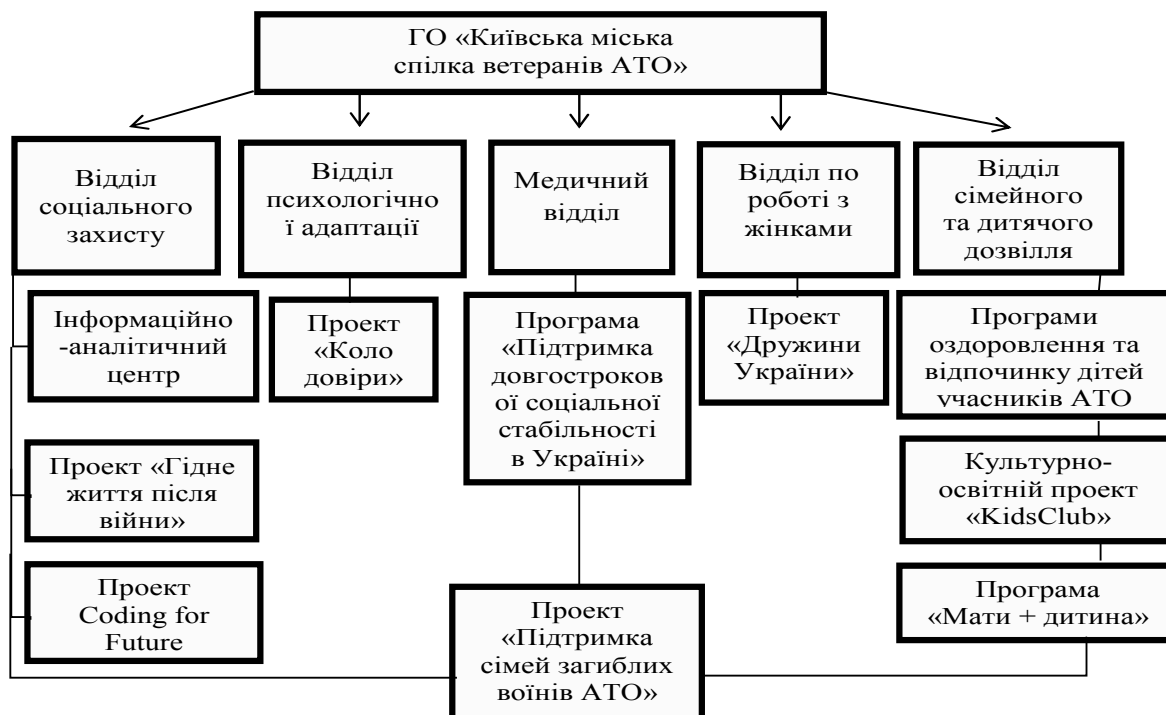 ГО «Київська міська
спілка ветеранів АТО»
Відділ
соціального
захисту
Відділ
психологічно
ї адаптації
Медичний
відділ
Відділ по
роботі з
жінками
Відділ
сімейного
та дитячого
дозвілля
Інформаційно
-аналітичний
центр
Проект
«Коло
довіри»
Програма
«Підтримка
довгостроков
ої соціальної
стабільності
в Україні»
Проект
«Дружини
України»
Програми
оздоровлення та
відпочинку дітей
учасників АТО
Проект «Гідне
життя після
війни»
Культурно-
освітній проект
«KidsClub»
Проект
Coding for
Future
Проект
«Підтримка
сімей загиблих
воїнів АТО»
Програма
«Мати + дитина»